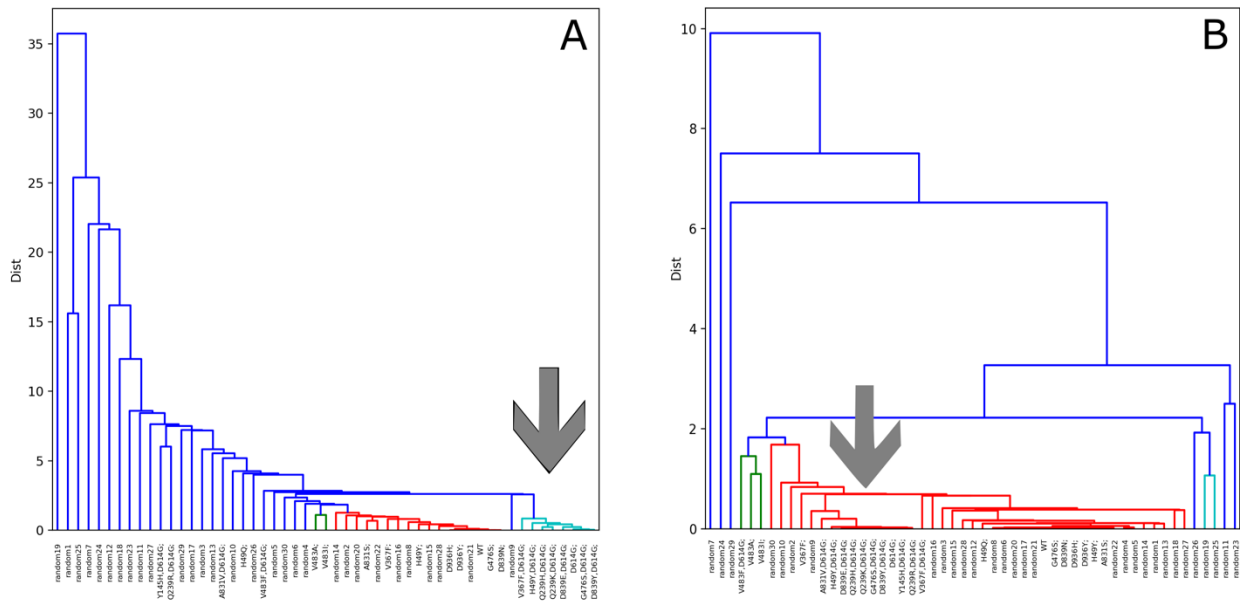 A
35
30
25
20
15
10
5
0
Dist
random19
random1
random25
random7
random24
random12
random18
random23
random11
random27
Y145H,D614G;
Q239R,D614G;
random29
random17
random3
random13
A831V,D614G;
random10
H49Q;
random26
V483F,D614G;
random5
random30
random6
random4
V483A;
V483I;
random14
random2
random20
A831S;
random22
V367F;
random16
random8
H49Y;
random15
random28
D936H;
D936Y;
random21
WT
G476S;
D839N;
random9
V367F,D614G;
H49Y,D614G;
Q239H,D614G;
Q239K,D614G;
D839E,D614G;
D614G;
G476S,D614G;
D839Y,D614G;
B
10
8
6
4
2
0
Dist
random7
random24
random29
V483F,D614G;
V483A;
V483I;
random30
random10
random2
V367F;
random9
A831V,D614G;
H49Y,D614G;
D839E,D614G;
Q239H,D614G;
Q239K,D614G;
G476S,D614G;
D839Y,D614G;
D614G;
Y145H,D614G;
Q239R,D614G;
V367F,D614G;
random16
random3
random15
random28
random12
H49Q;
random8
random20
random17
random21
WT
G476S;
D839N;
D936H;
D936Y;
H49Y;
A831S;
random22
random4
random5
random14
random1
random13
random18
random27
random26
random19
random25
random11
random23